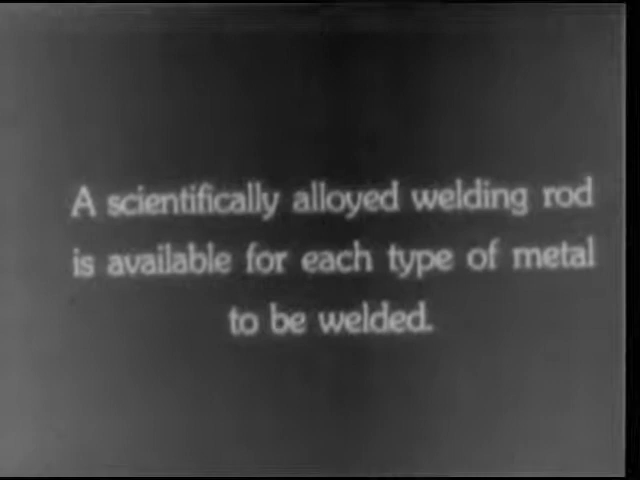 A scientifically alloyed welding rod
is available for each type of metal
to be welded.